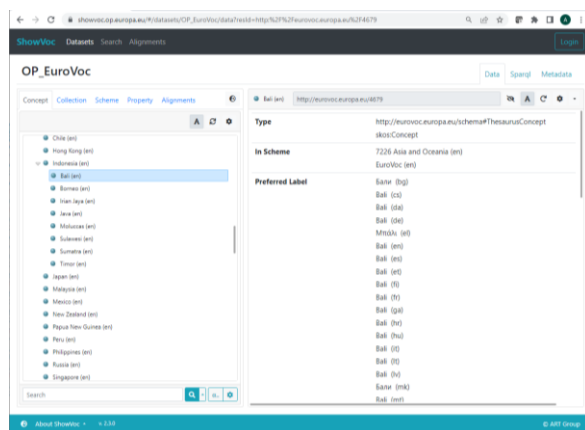 showvoc.op.europa.eu/#/datasets/OP_EuroVoc/data?resId=http:%2F%2Feurovoc.europa.eu%2F4679
ShowVoc Datasets Search Alignments Login
OP_EuroVoc
Data Sparql Metadata
Concept Collection Scheme Property Alignments
A
Chile (en)
Hong Kong (en)
Indonesia (en)
Bali (en)
Borneo (en)
Irian Jaya (en)
Java (en)
Moluccas (en)
Sulawesi (en)
Sumatra (en)
Timor (en)
Japan (en)
Malaysia (en)
Mexico (en)
New Zealand (en)
Papua New Guinea (en)
Peru (en)
Philippines (en)
Russia (en)
Singapore (en)
Search
Bali (en) http://eurovoc.europa.eu/4679 A
Type http://eurovoc.europa.eu/schema#ThesaurusConcept
skos:Concept
In Scheme 7226 Asia and Oceania (en)
EuroVoc (en)
Preferred Label Бали (bg)
Bali (cs)
Bali (da)
Bali (de)
Μπάλι (el)
Bali (en)
Bali (es)
Bali (et)
Bali (fi)
Bali (fr)
Bali (ga)
Bali (hr)
Bali (hu)
Bali (it)
Bali (lt)
Bali (lv)
Бали (mk)
Bali (mt)
About ShowVoc v 2.3.0 © ART Group